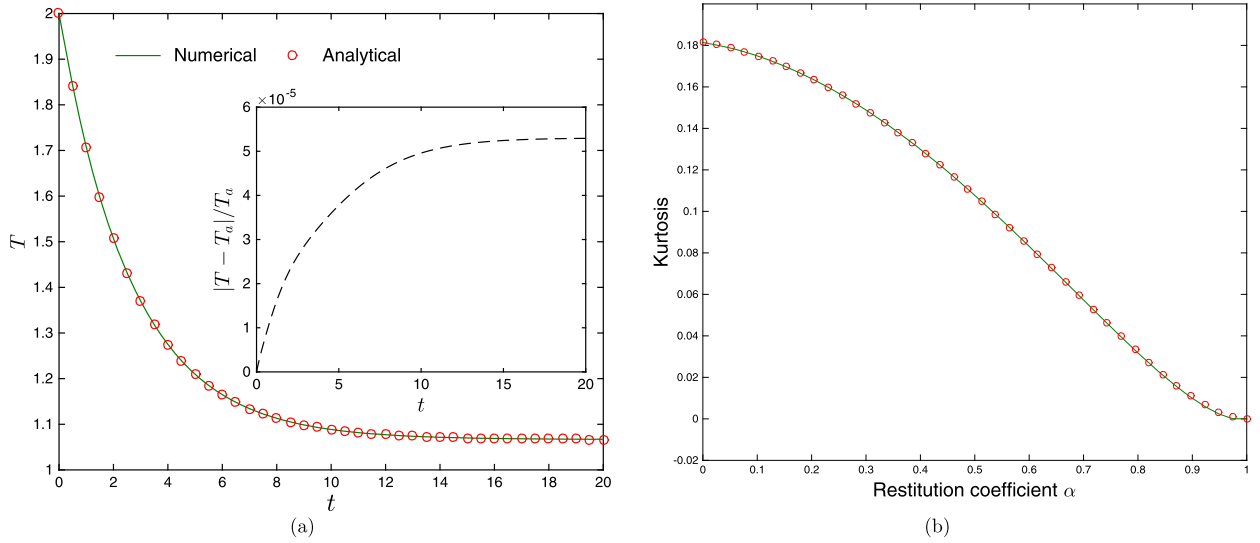 2
1.9
1.8
1.7
1.6
1.5
1.4
1.3
1.2
1.1
1
T
0 2 4 6 8 10 12 14 16 18 20
t
Numerical Analytical
×10⁻⁵
6
5
4
3
2
1
0
|T − Tₐ|/Tₐ
0 5 10 15 20
t
(a)
0.18
0.16
0.14
0.12
0.1
0.08
0.06
0.04
0.02
0
-0.02
Kurtosis
0 0.1 0.2 0.3 0.4 0.5 0.6 0.7 0.8 0.9 1
Restitution coefficient α
(b)